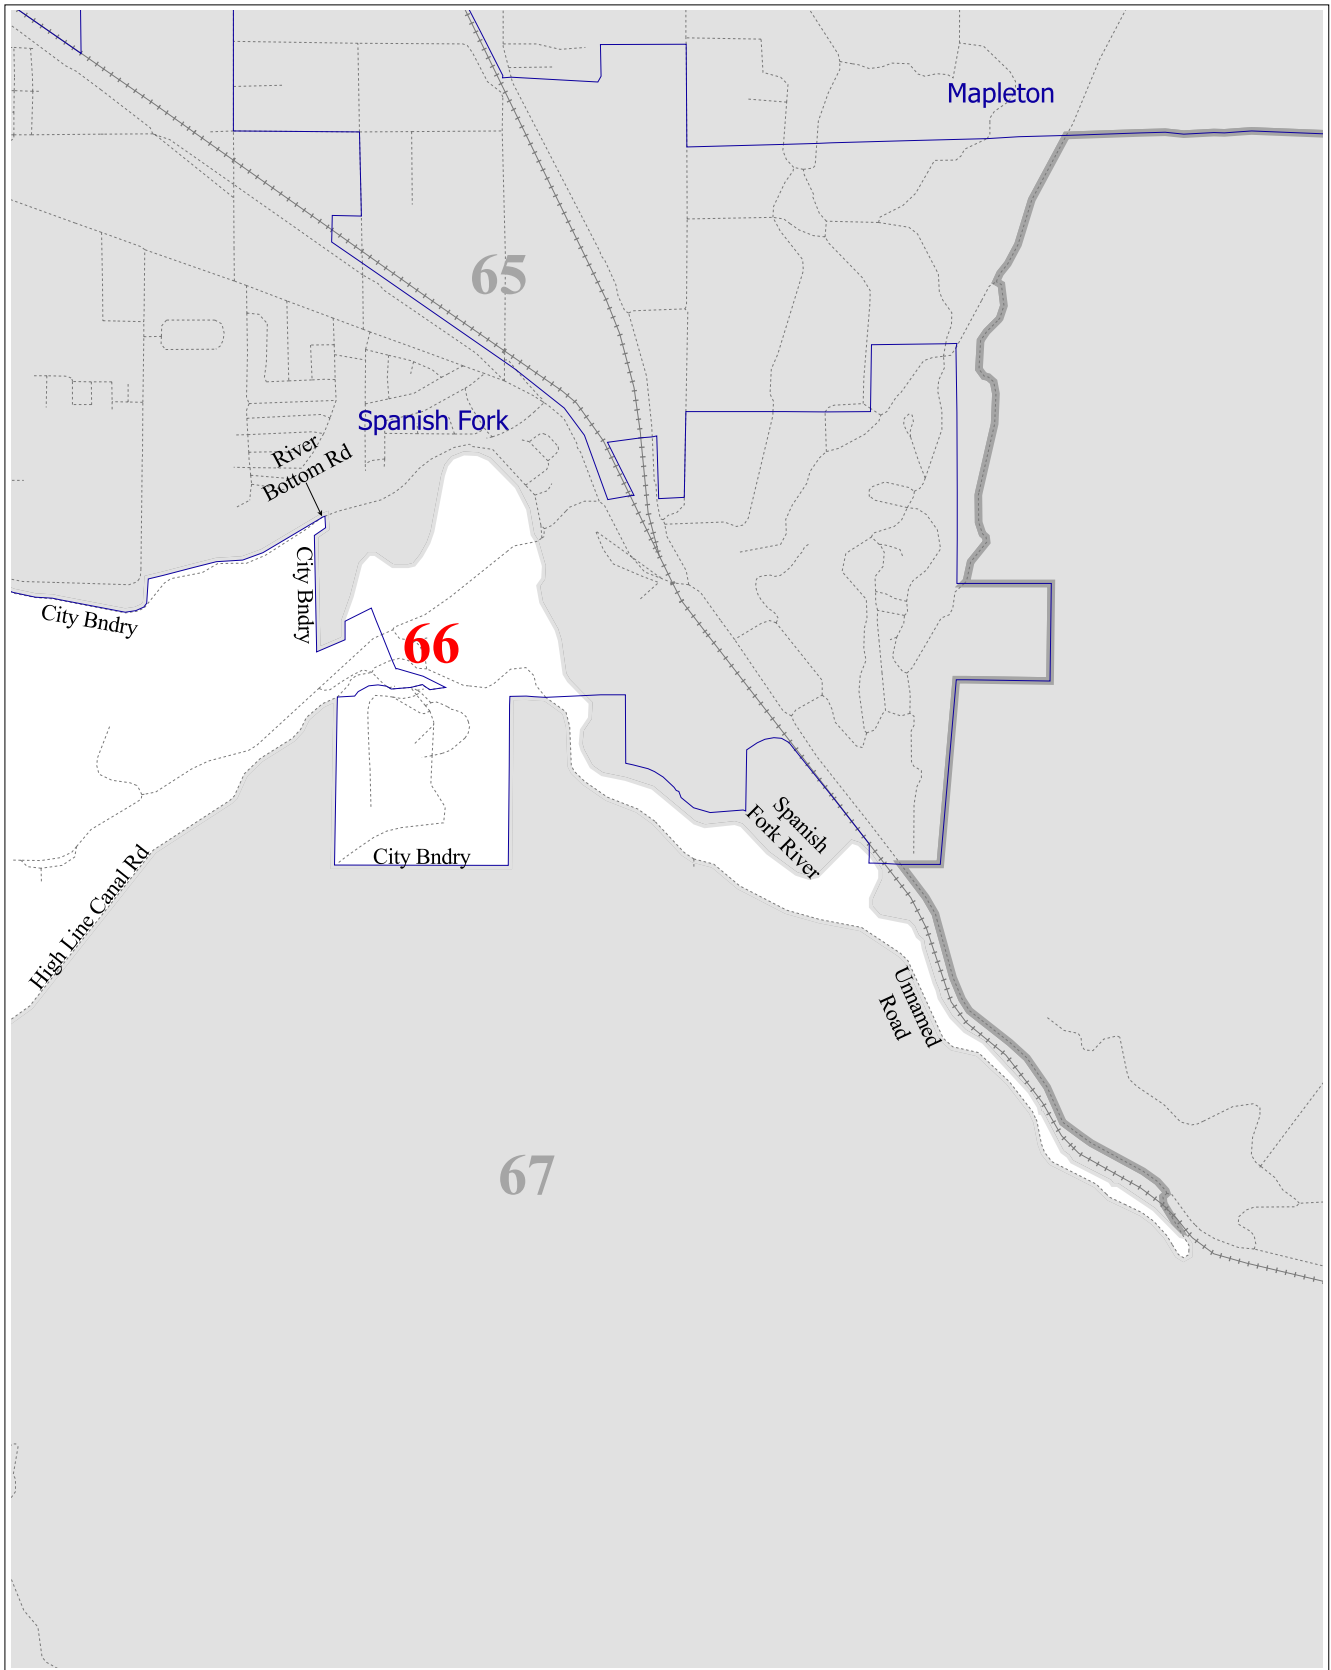 Mapleton
65
Spanish Fork
River
Bottom Rd
City Bndry
City Bndry
66
Spanish
Fork River
City Bndry
High Line Canal Rd
Unnamed
Road
67